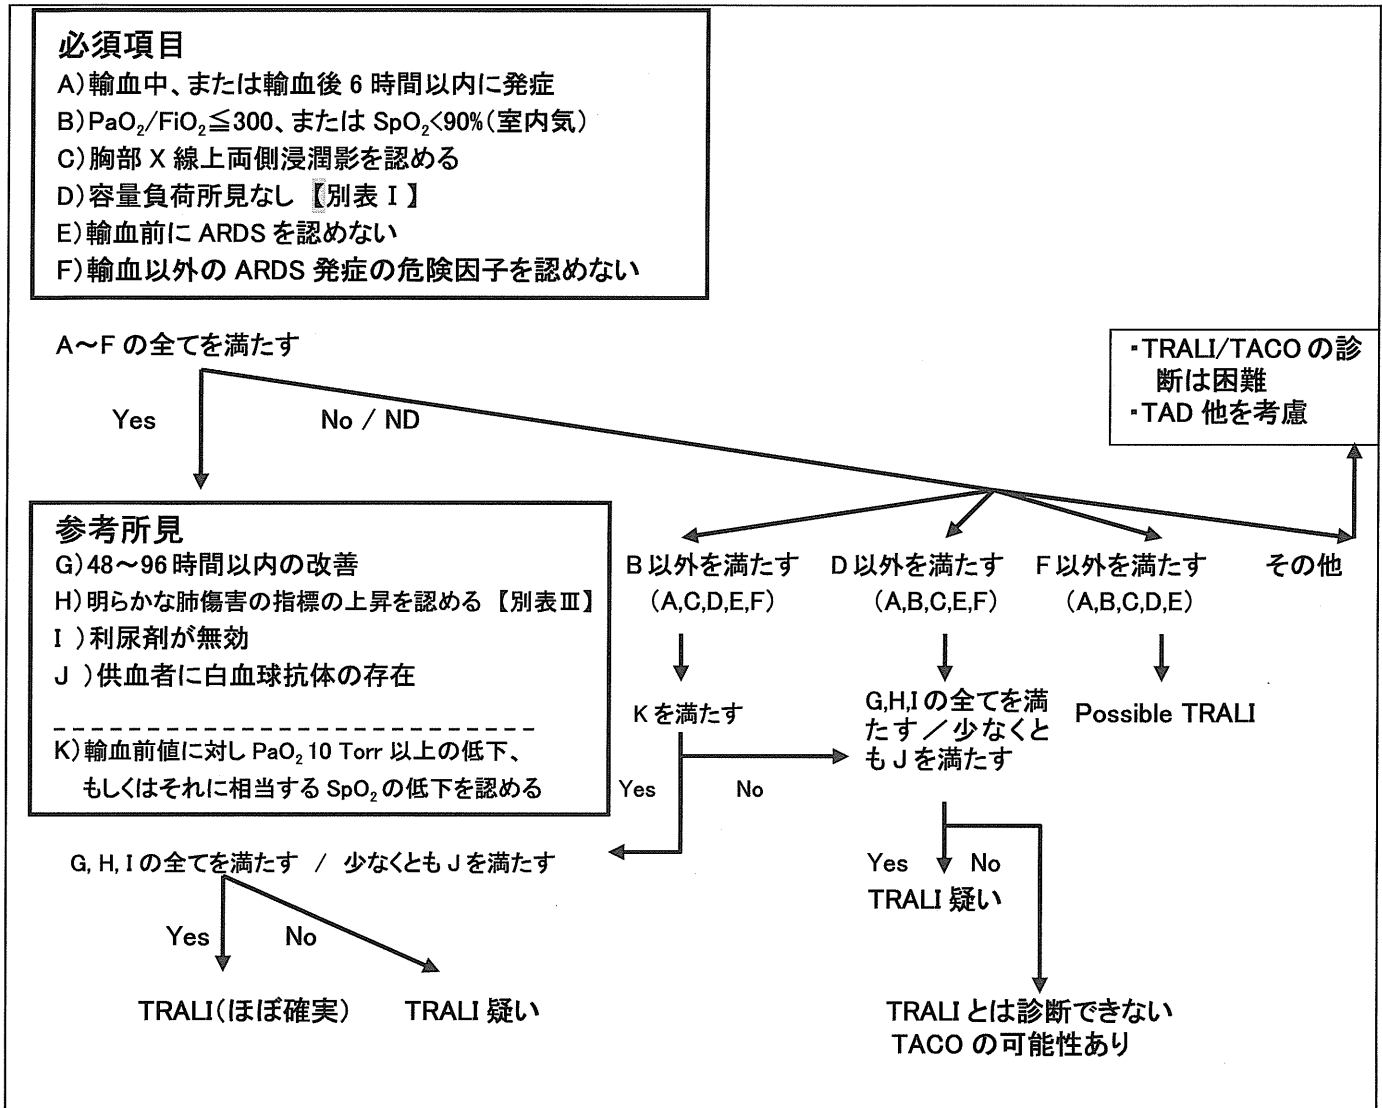 必須項目
A)輸血中、または輸血後 6 時間以内に発症
B)PaO₂/FiO₂≦300、または SpO₂<90%(室内気)
C)胸部 X 線上両側浸潤影を認める
D)容量負荷所見なし 【別表 I 】
E)輸血前に ARDS を認めない
F)輸血以外の ARDS 発症の危険因子を認めない
A～F の全てを満たす
Yes
No / ND
・TRALI/TACO の診
断は困難
・TAD 他を考慮
参考所見
G)48～96時間以内の改善
H)明らかな肺傷害の指標の上昇を認める 【別表Ⅲ】
I )利尿剤が無効
J )供血者に白血球抗体の存在
K)輸血前値に対し PaO₂ 10 Torr 以上の低下、
もしくはそれに相当する SpO₂ の低下を認める
B 以外を満たす
(A,C,D,E,F)
D 以外を満たす
(A,B,C,E,F)
F 以外を満たす
(A,B,C,D,E)
その他
K を満たす
G,H,I の全てを満
たす / 少なくと
も J を満たす
Possible TRALI
Yes
No
G, H, I の全てを満たす / 少なくとも J を満たす
Yes
No
TRALI 疑い
Yes
No
TRALI(ほぼ確実)
TRALI 疑い
TRALI とは診断できない
TACO の可能性あり